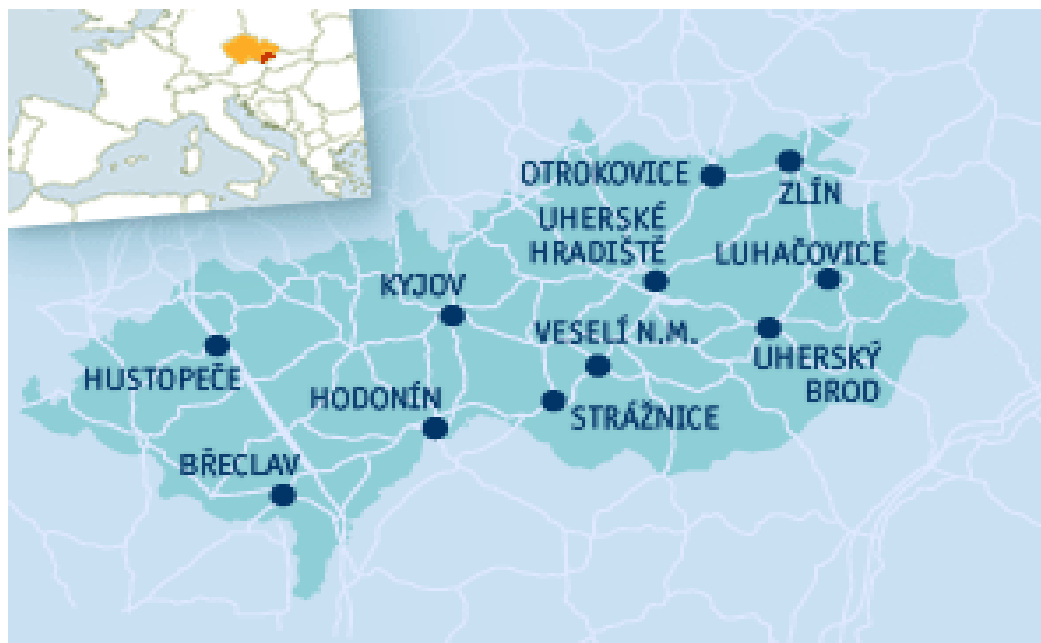 OTROKOVICE
ZLÍN
UHERSKÉ
HRADIŠTĚ
LUHAČOVICE
KYJOV
VESELÍ N.M.
UHERSKÝ
BROD
HUSTOPEČE
HODONÍN
STRÁŽNICE
BŘECLAV